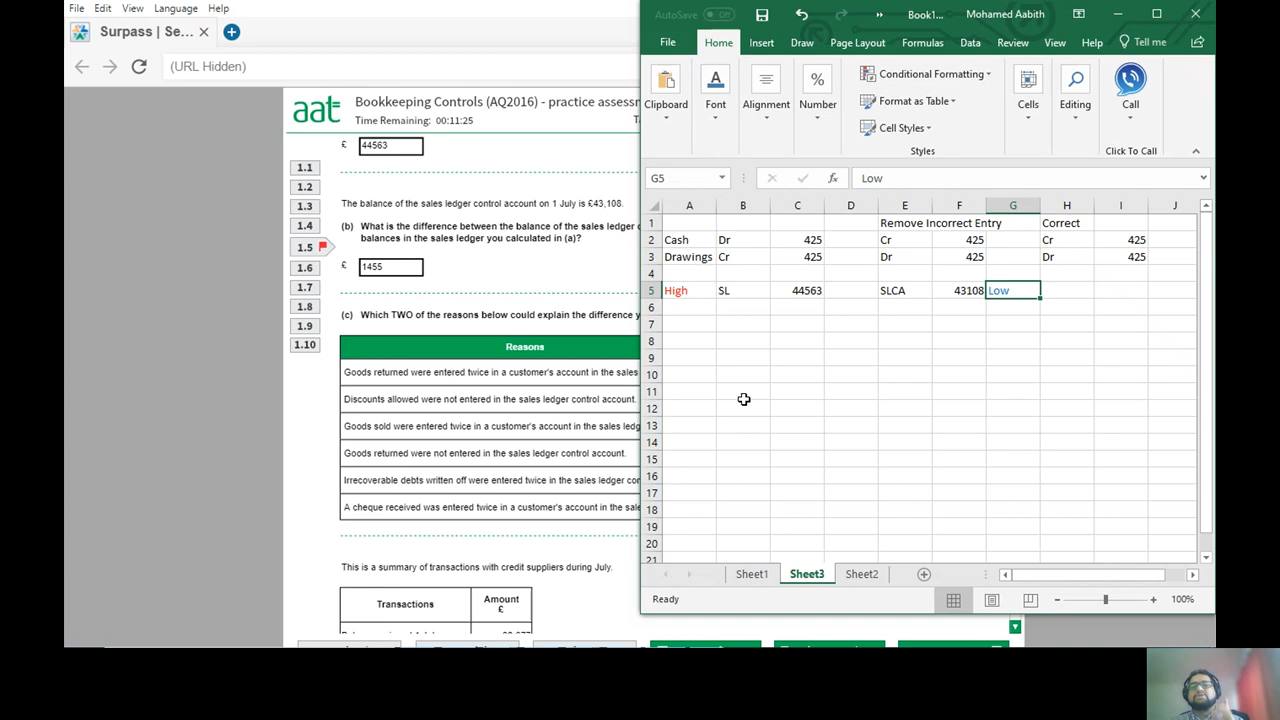 File Edit View Language Help
Surpass | Se...
(URL Hidden)
aat
Bookkeeping Controls (AQ2016) - practice assessm
Time Remaining: 00:11:25
£ 44563
1.1
1.2
1.3
1.4
1.5
1.6
1.7
1.8
1.9
1.10
The balance of the sales ledger control account on 1 July is £43,108.
(b) What is the difference between the balance of the sales ledger c
balances in the sales ledger you calculated in (a)?
£ 1455
(c) Which TWO of the reasons below could explain the difference y
Reasons
Goods returned were entered twice in a customer's account in the sales
Discounts allowed were not entered in the sales ledger control account.
Goods sold were entered twice in a customer's account in the sales ledg
Goods returned were not entered in the sales ledger control account.
Irrecoverable debts written off were entered twice in the sales ledger con
A cheque received was entered twice in a customer's account in the sale
This is a summary of transactions with credit suppliers during July.
Transactions Amount
£
AutoSave Off Book1... Mohamed Aabith
File Home Insert Draw Page Layout Formulas Data Review View Help Tell me
Clipboard Font Alignment Number
Conditional Formatting
Format as Table
Cell Styles
Styles
Cells Editing Call
Click To Call
G5 fx Low
A B C D E F G H I J
1 Remove Incorrect Entry Correct
2 Cash Dr 425 Cr 425 Cr 425
3 Drawings Cr 425 Dr 425 Dr 425
4
5 High SL 44563 SLCA 43108 Low
6
7
8
9
10
11
12
13
14
15
16
17
18
19
20
21
Sheet1 Sheet3 Sheet2
Ready 100%